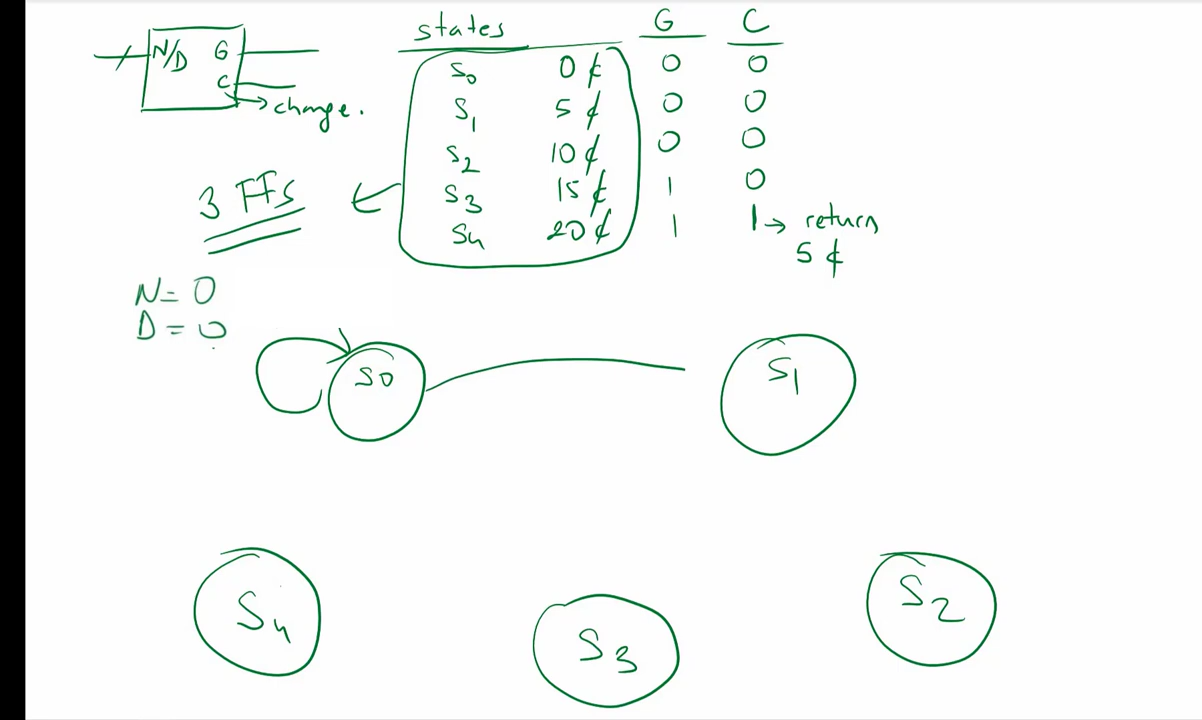 N/D G
C
change.
states G C
S0 0¢ 0 0
S1 5¢ 0 0
S2 10¢ 0 0
S3 15¢ 1 0
S4 20¢ 1 1 → return
5¢
3 FFs
N=0
D=0
S0
S1
S4
S3
S2